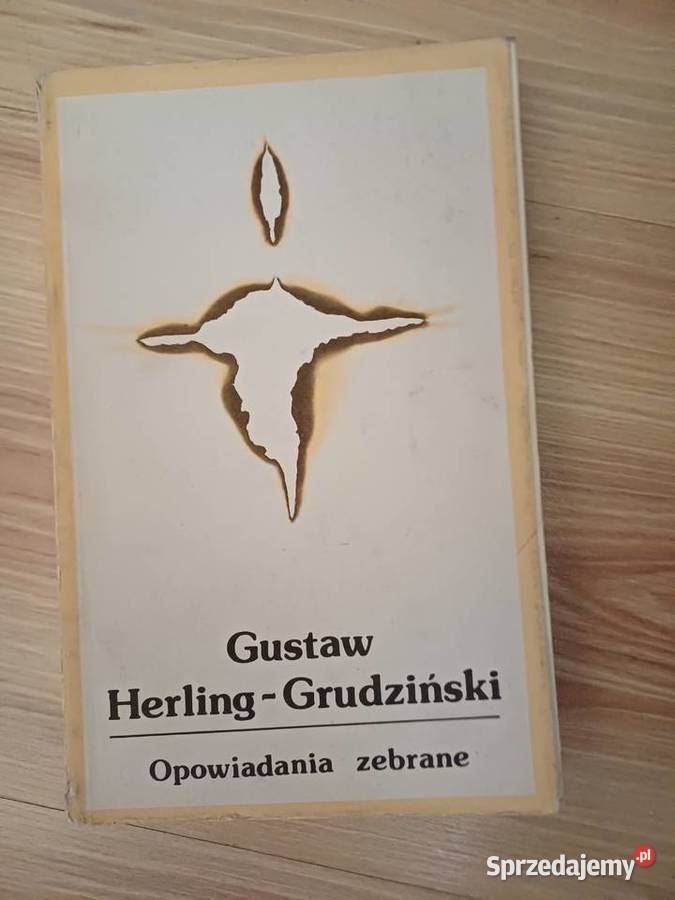 Gustaw
Herling-Grudziński
Opowiadania zebrane
Sprzedajemy.pl